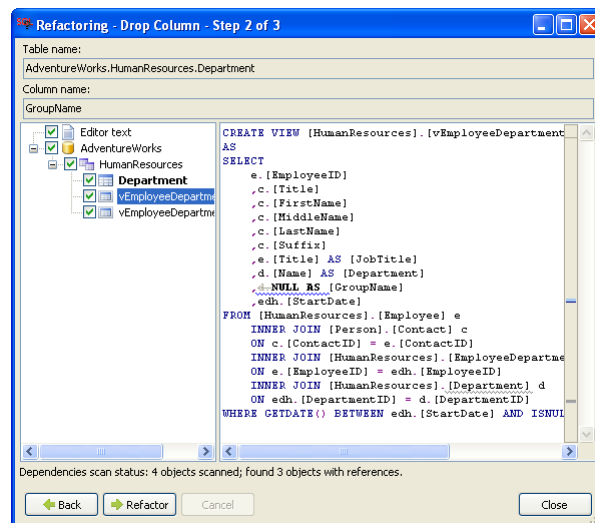 Refactoring - Drop Column - Step 2 of 3
Table name:
AdventureWorks.HumanResources.Department
Column name:
GroupName
Editor text
AdventureWorks
HumanResources
Department
vEmployeeDepartme
vEmployeeDepartme
CREATE VIEW [HumanResources].[vEmployeeDepartment
AS
SELECT
e.[EmployeeID]
,c.[Title]
,c.[FirstName]
,c.[MiddleName]
,c.[LastName]
,c.[Suffix]
,e.[Title] AS [JobTitle]
,d.[Name] AS [Department]
,d.NULL AS [GroupName]
,edh.[StartDate]
FROM [HumanResources].[Employee] e
INNER JOIN [Person].[Contact] c
ON c.[ContactID] = e.[ContactID]
INNER JOIN [HumanResources].[EmployeeDepartme
ON e.[EmployeeID] = edh.[EmployeeID]
INNER JOIN [HumanResources].[Department] d
ON edh.[DepartmentID] = d.[DepartmentID]
WHERE GETDATE() BETWEEN edh.[StartDate] AND ISNUL
Dependencies scan status: 4 objects scanned; found 3 objects with references.
Back
Refactor
Cancel
Close